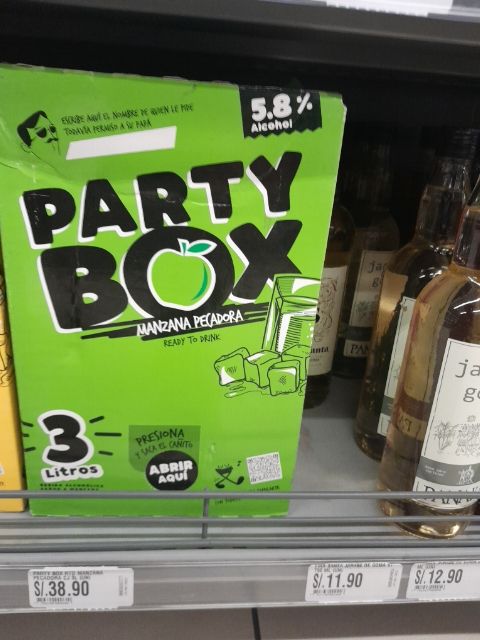 ESCRIBE AQUÍ EL NOMBRE DE QUIEN LE PIDE
TODAVÍA PERMISO A SU PAPÁ
5.8%
Alcohol
PARTY
BOX
MANZANA PECADORA
READY TO DRINK
3
Litros
BEBIDA ALCOHÓLICA
PRESIONA
Y SACA EL CAÑITO
ABRIR
AQUÍ
PARTY BOX RTD MANZANA
PECADORA
S/.38.90
S/.11.90
S/.12.90